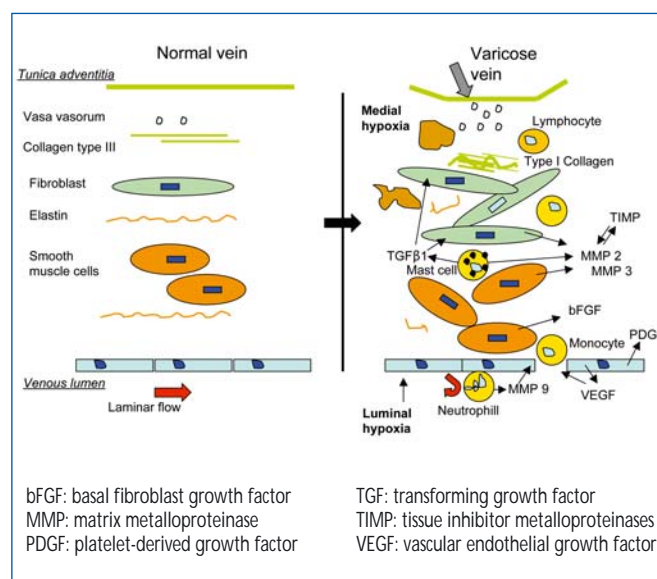 Normal vein
Varicose
vein
Tunica adventitia
Vasa vasorum
Collagen type III
Fibroblast
Elastin
Smooth
muscle cells
Venous lumen
Laminar flow
Medial
hypoxia
Lymphocyte
Type I Collagen
TIMP
TGFβ1
Mast cell
MMP 2
MMP 3
bFGF
Monocyte
PDG
VEGF
MMP 9
Neutrophill
Luminal
hypoxia
bFGF: basal fibroblast growth factor
MMP: matrix metalloproteinase
PDGF: platelet-derived growth factor
TGF: transforming growth factor
TIMP: tissue inhibitor metalloproteinases
VEGF: vascular endothelial growth factor